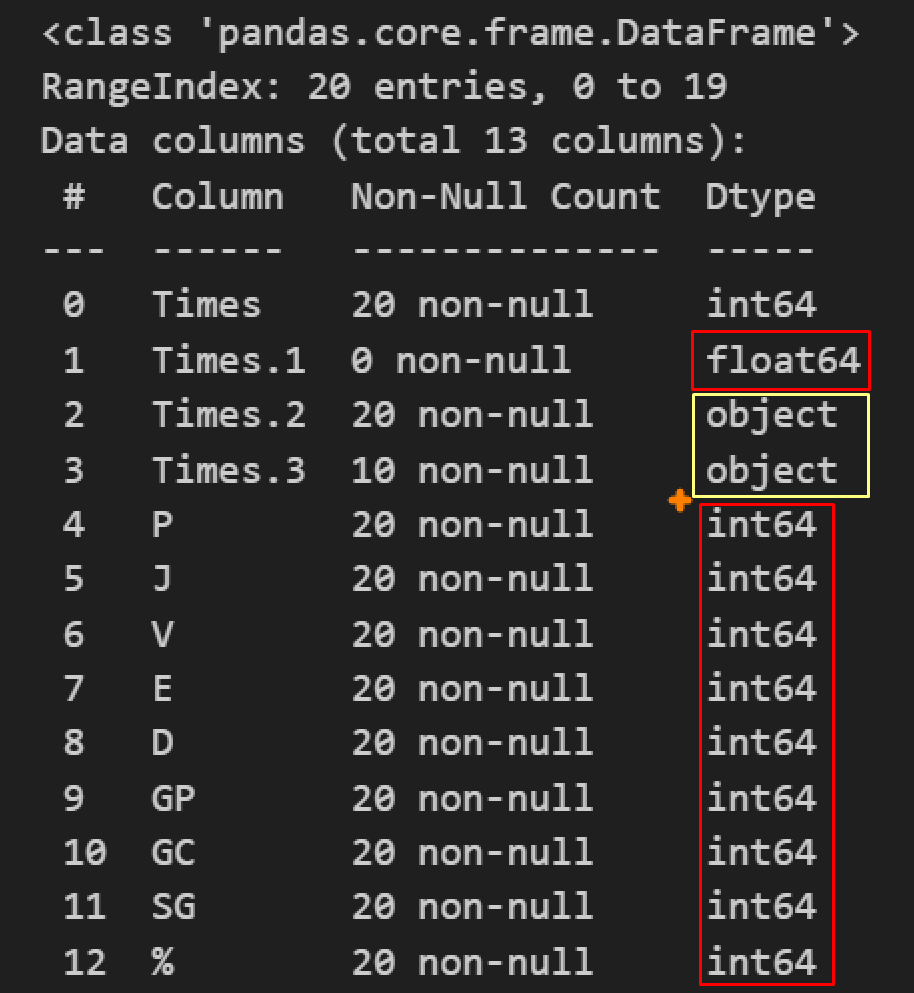 <class 'pandas.core.frame.DataFrame'>
RangeIndex: 20 entries, 0 to 19
Data columns (total 13 columns):
 #   Column    Non-Null Count  Dtype
---  ------    --------------  -----
 0   Times     20 non-null     int64
 1   Times.1   0 non-null      float64
 2   Times.2   20 non-null     object
 3   Times.3   10 non-null     object
 4   P         20 non-null     int64
 5   J         20 non-null     int64
 6   V         20 non-null     int64
 7   E         20 non-null     int64
 8   D         20 non-null     int64
 9   GP        20 non-null     int64
 10  GC        20 non-null     int64
 11  SG        20 non-null     int64
 12  %         20 non-null     int64